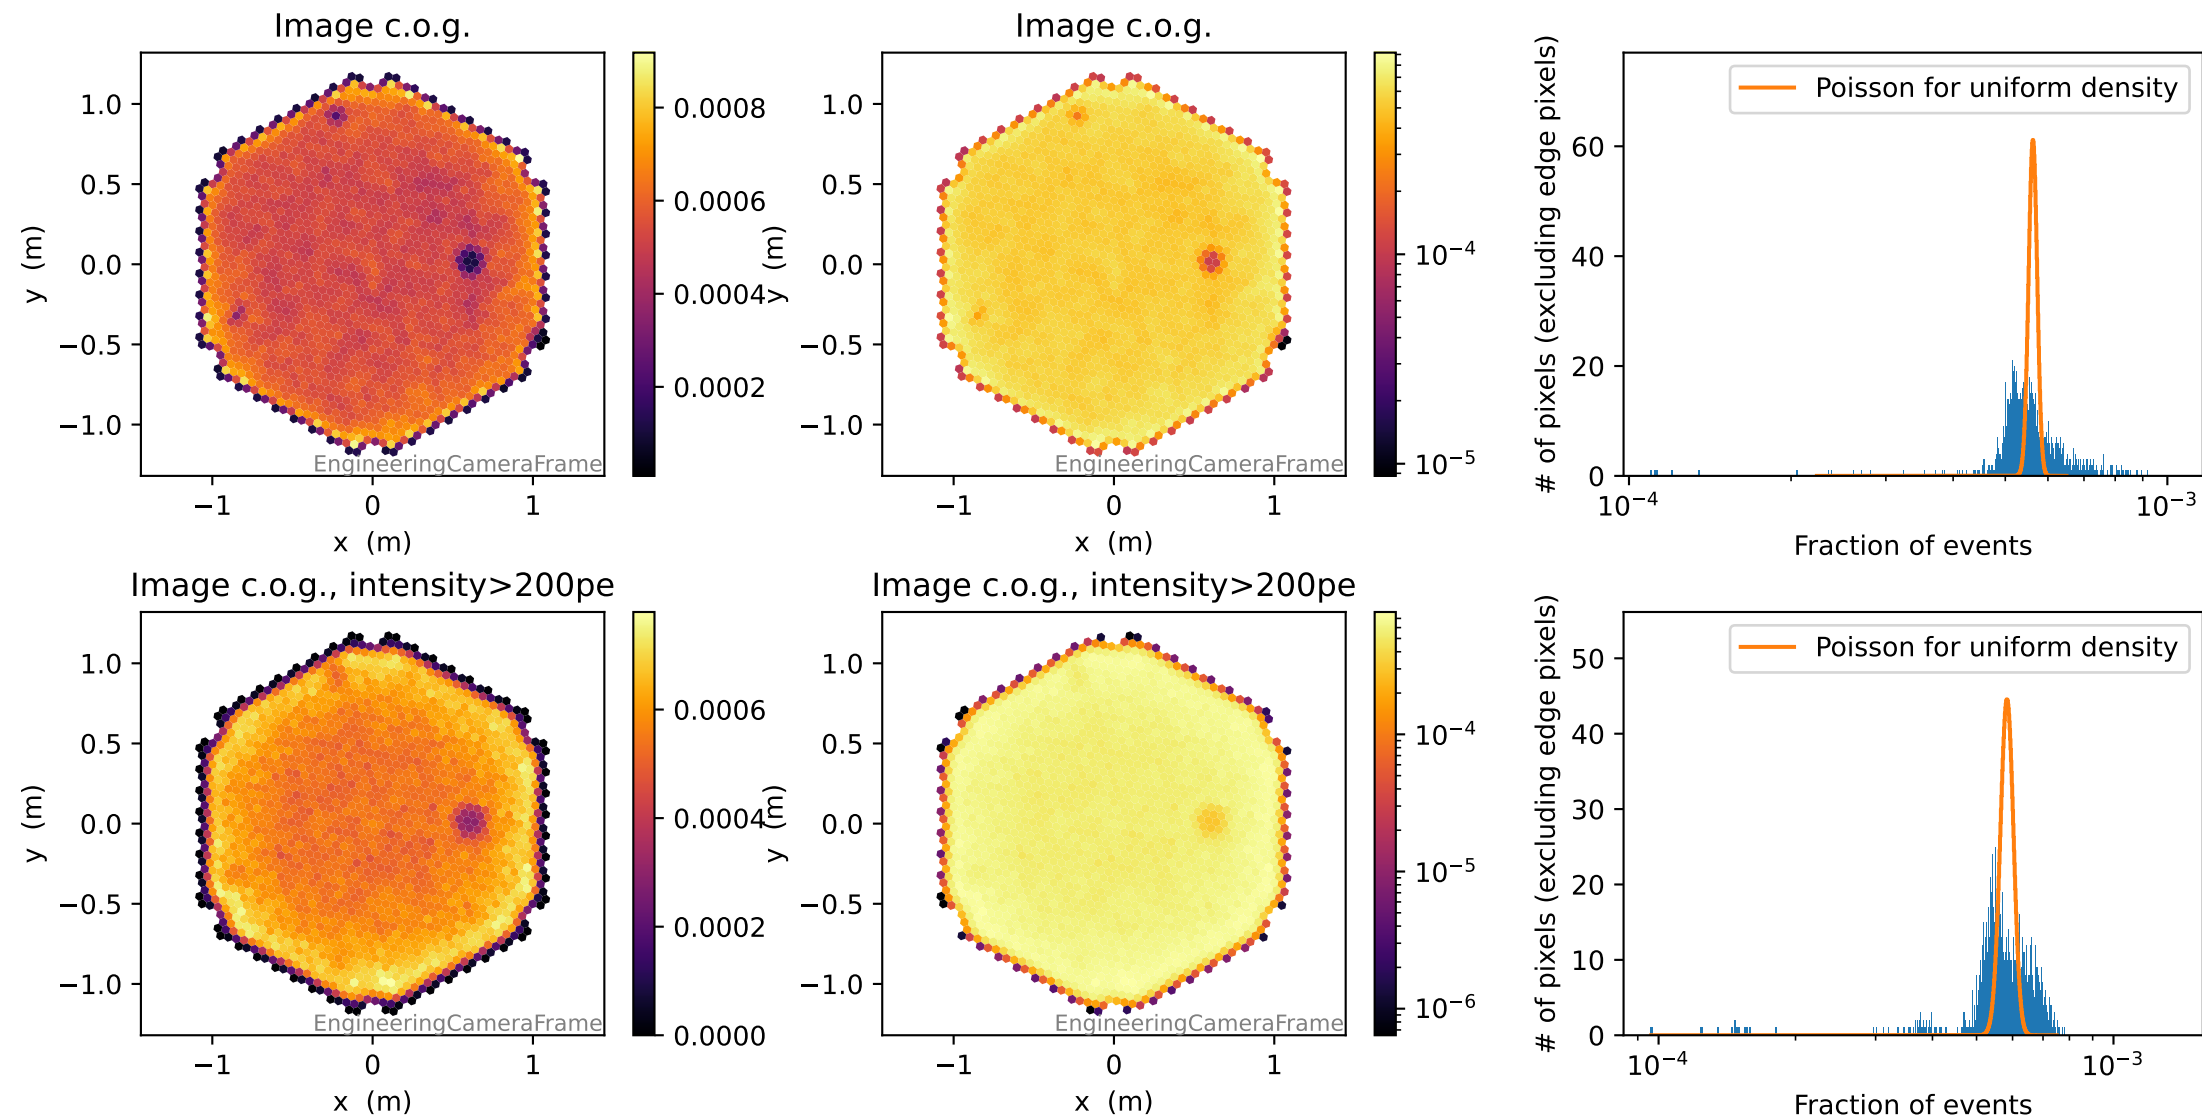 Image c.o.g.
1.0
0.5
0.0
−0.5
−1.0
y (m)
−1
0
1
x (m)
EngineeringCameraFrame
0.0008
0.0006
0.0004
0.0002
Image c.o.g.
1.0
0.5
0.0
−0.5
−1.0
y (m)
−1
0
1
x (m)
EngineeringCameraFrame
10⁻⁴
10⁻⁵
# of pixels (excluding edge pixels)
60
40
20
0
Poisson for uniform density
10⁻⁴
10⁻³
Fraction of events
Image c.o.g., intensity>200pe
1.0
0.5
0.0
−0.5
−1.0
y (m)
−1
0
1
x (m)
EngineeringCameraFrame
0.0006
0.0004
0.0002
0.0000
Image c.o.g., intensity>200pe
1.0
0.5
0.0
−0.5
−1.0
y (m)
−1
0
1
x (m)
EngineeringCameraFrame
10⁻⁴
10⁻⁵
10⁻⁶
# of pixels (excluding edge pixels)
50
40
30
20
10
0
Poisson for uniform density
10⁻⁴
10⁻³
Fraction of events